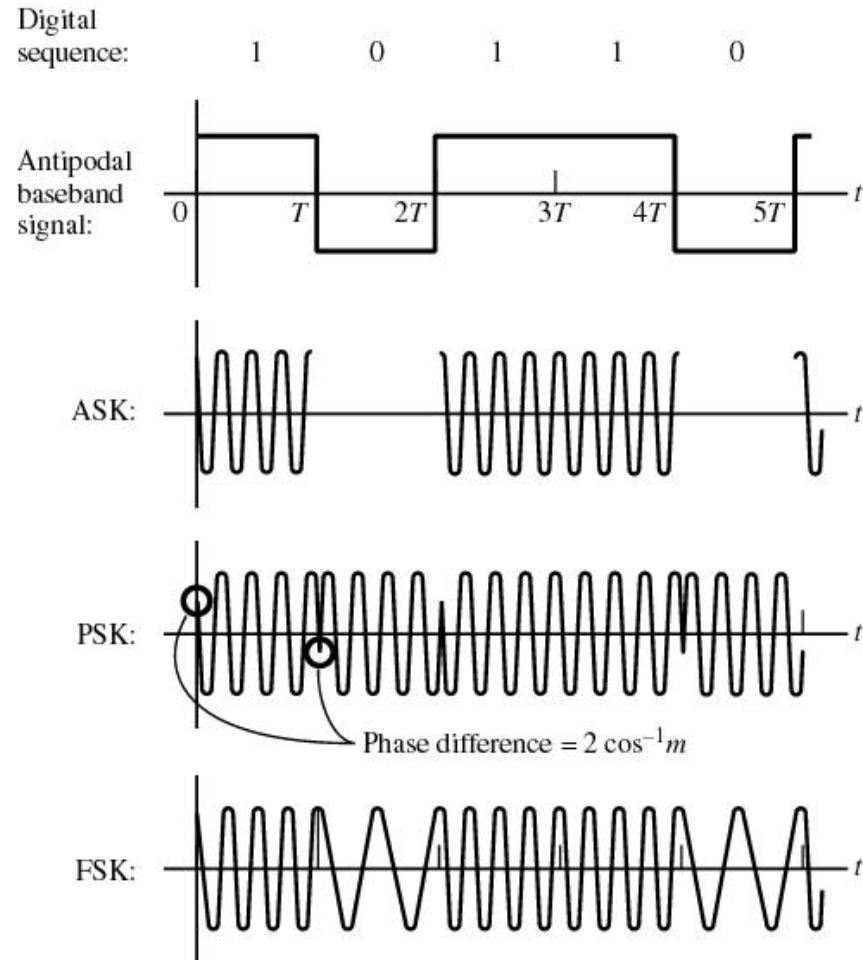 Digital
sequence: 1 0 1 1 0
Antipodal
baseband
signal:
t
0 T 2T 3T 4T 5T
ASK: t
PSK: t
Phase difference = 2 cos⁻¹m
FSK: t